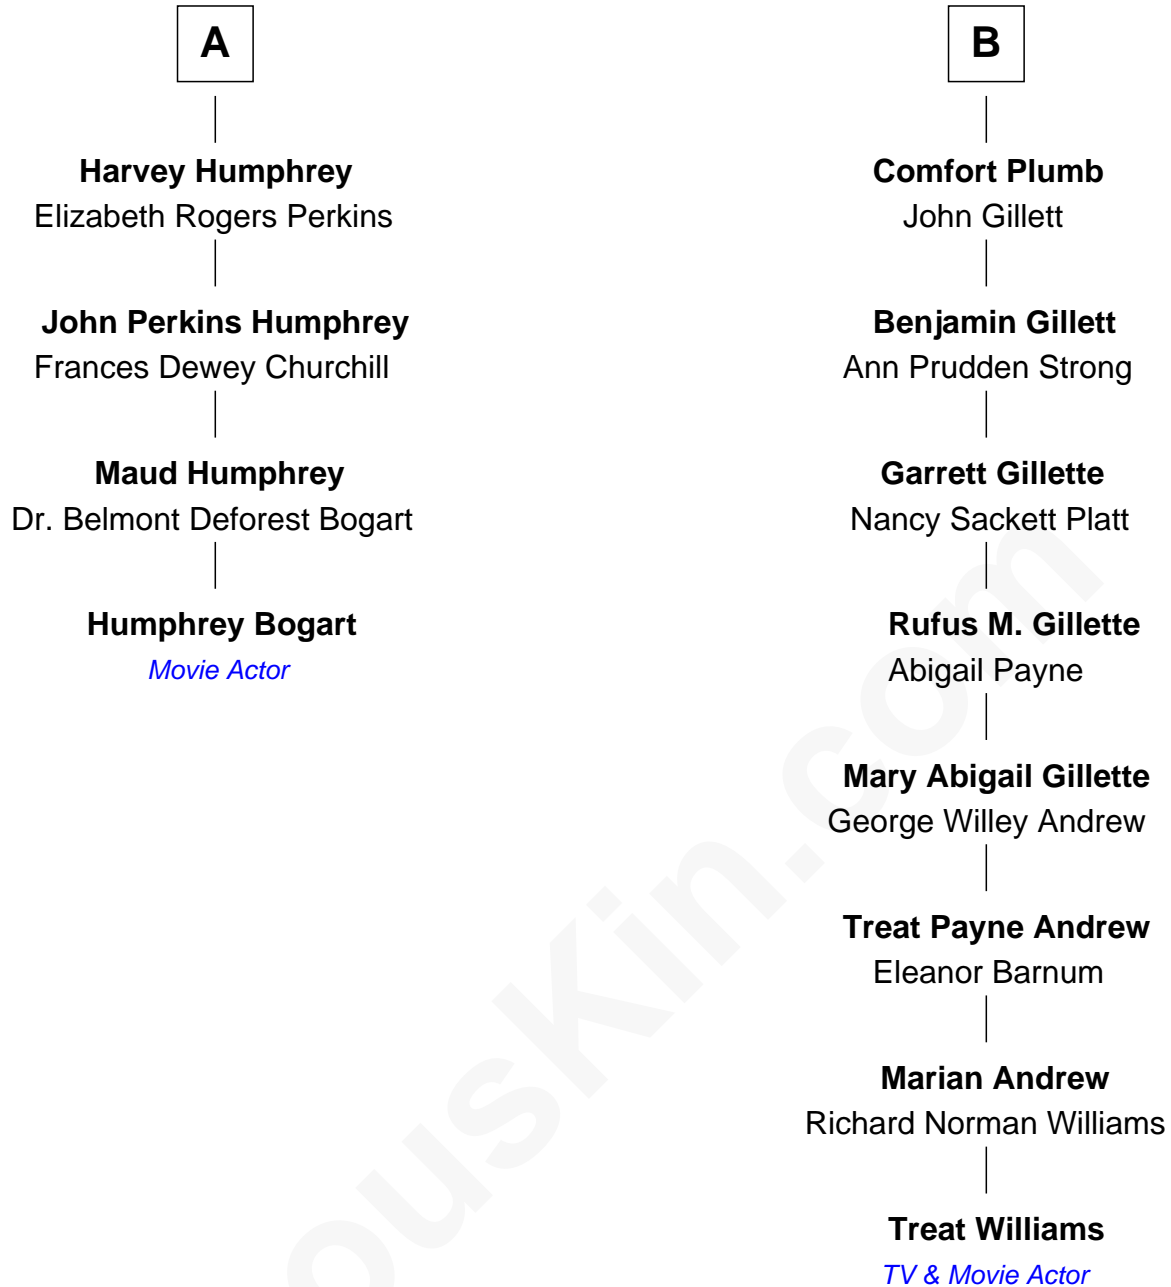 A
Harvey Humphrey
Elizabeth Rogers Perkins
John Perkins Humphrey
Frances Dewey Churchill
Maud Humphrey
Dr. Belmont Deforest Bogart
Humphrey Bogart
Movie Actor
B
Comfort Plumb
John Gillett
Benjamin Gillett
Ann Prudden Strong
Garrett Gillette
Nancy Sackett Platt
Rufus M. Gillette
Abigail Payne
Mary Abigail Gillette
George Willey Andrew
Treat Payne Andrew
Eleanor Barnum
Marian Andrew
Richard Norman Williams
Treat Williams
TV & Movie Actor
ousKin.com